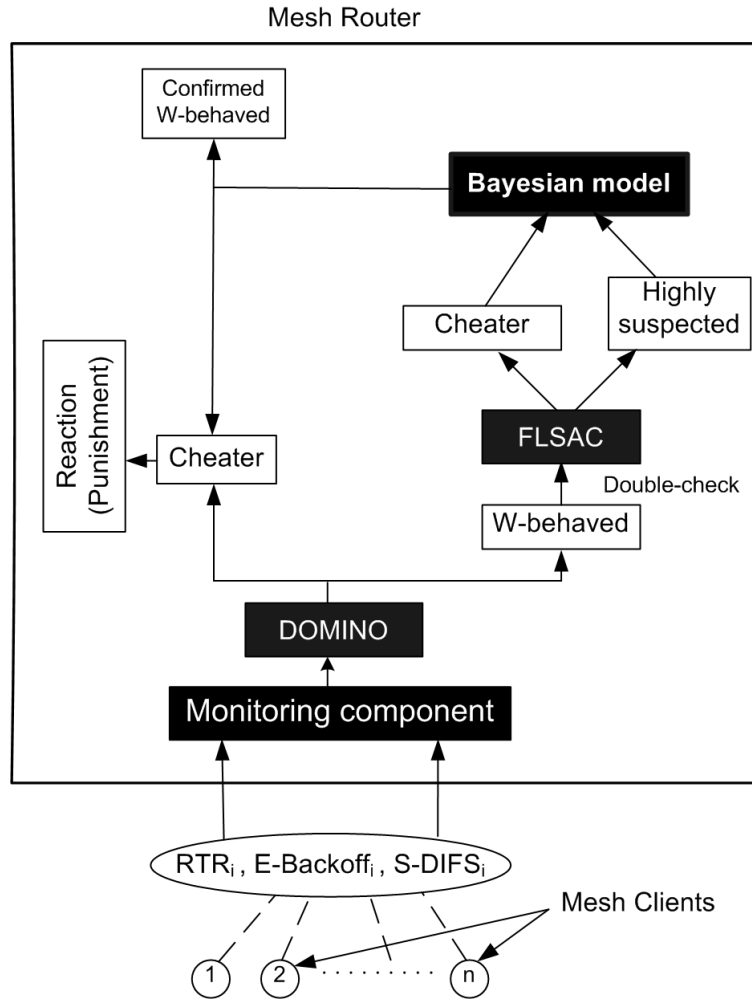 Mesh Router
Confirmed
W-behaved
Bayesian model
Cheater
Highly
suspected
Reaction
(Punishment)
Cheater
FLSAC
Double-check
W-behaved
DOMINO
Monitoring component
RTRᵢ , E-Backoffᵢ , S-DIFSᵢ
Mesh Clients
1
2
. . . . . . . . . .
n